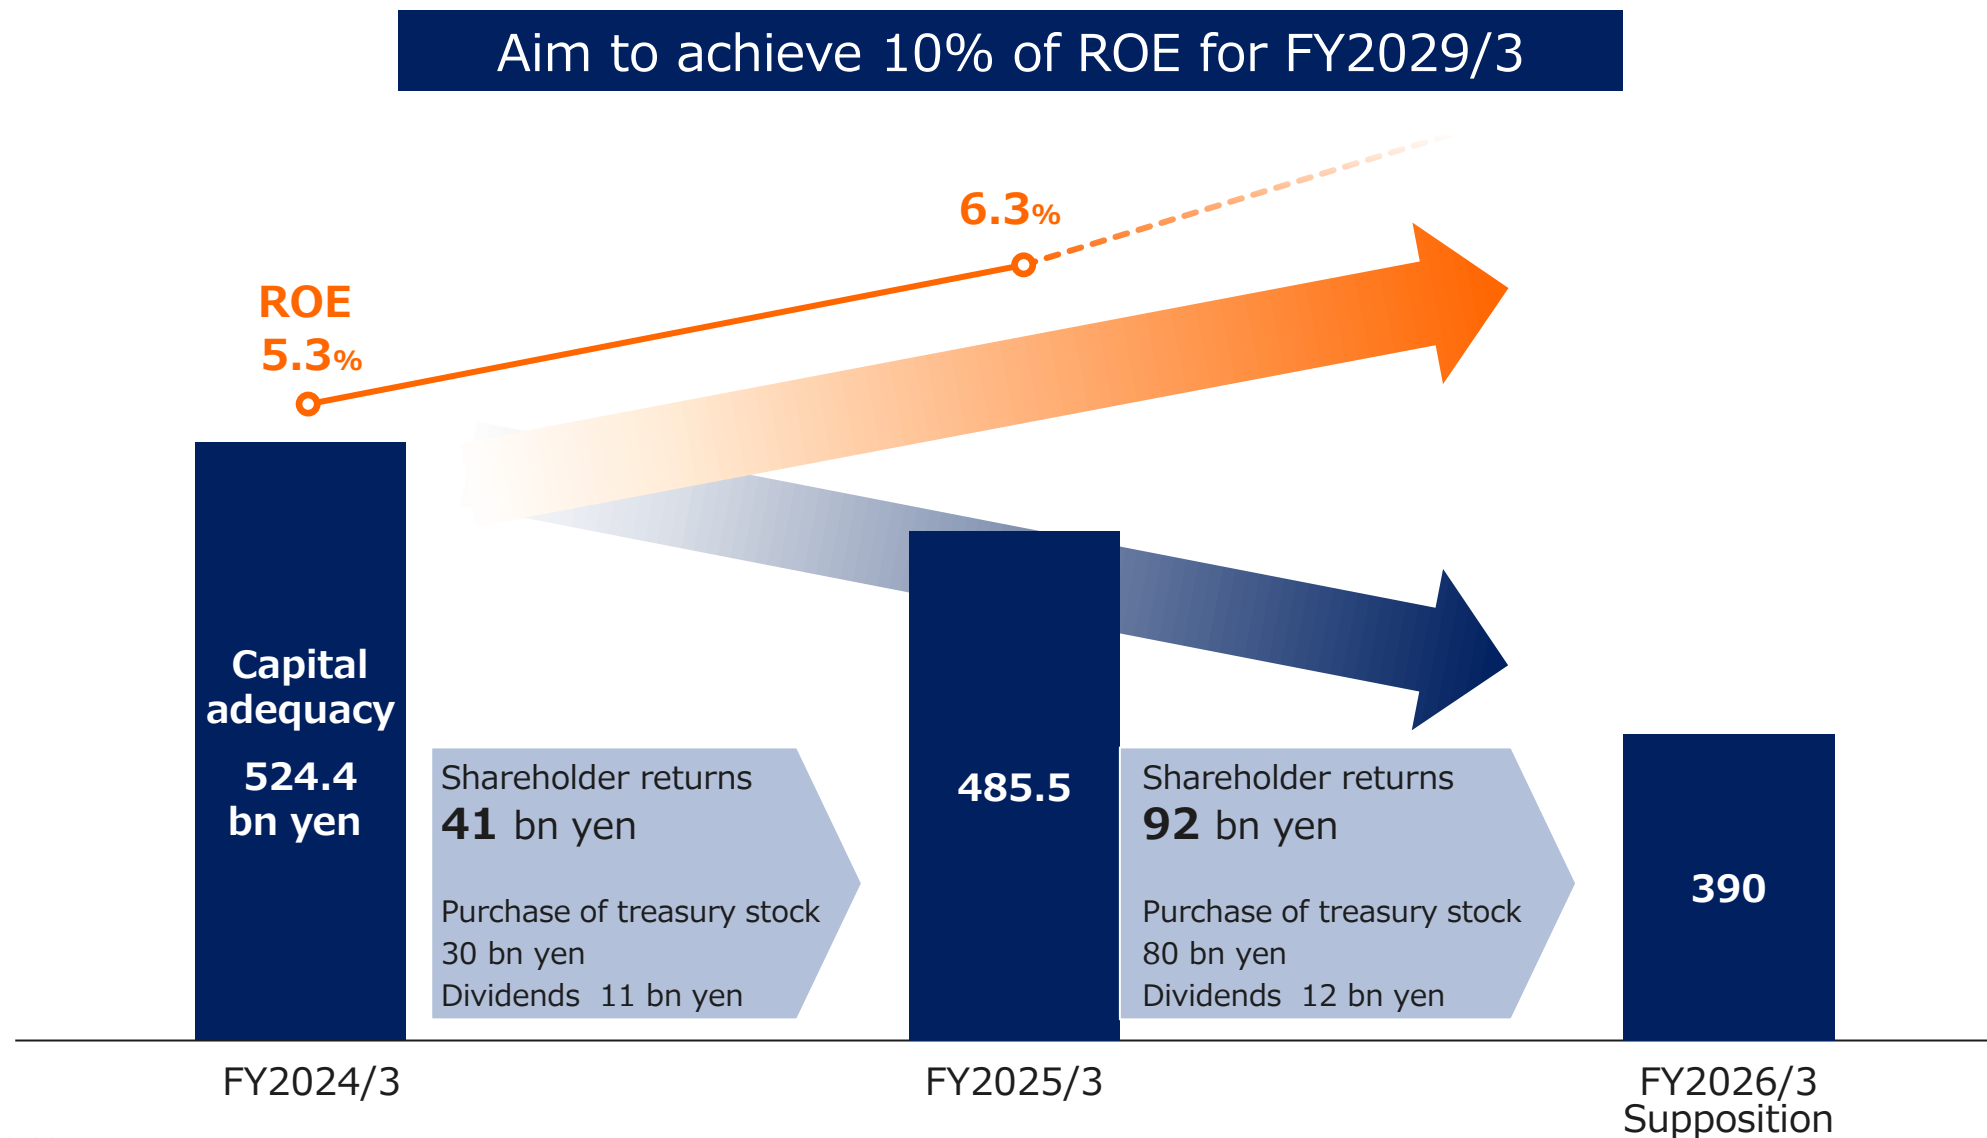 Aim to achieve 10% of ROE for FY2029/3
6.3%
ROE
5.3%
Capital
adequacy
524.4
bn yen
Shareholder returns
41 bn yen
Purchase of treasury stock
30 bn yen
Dividends 11 bn yen
485.5
Shareholder returns
92 bn yen
Purchase of treasury stock
80 bn yen
Dividends 12 bn yen
390
FY2024/3
FY2025/3
FY2026/3
Supposition